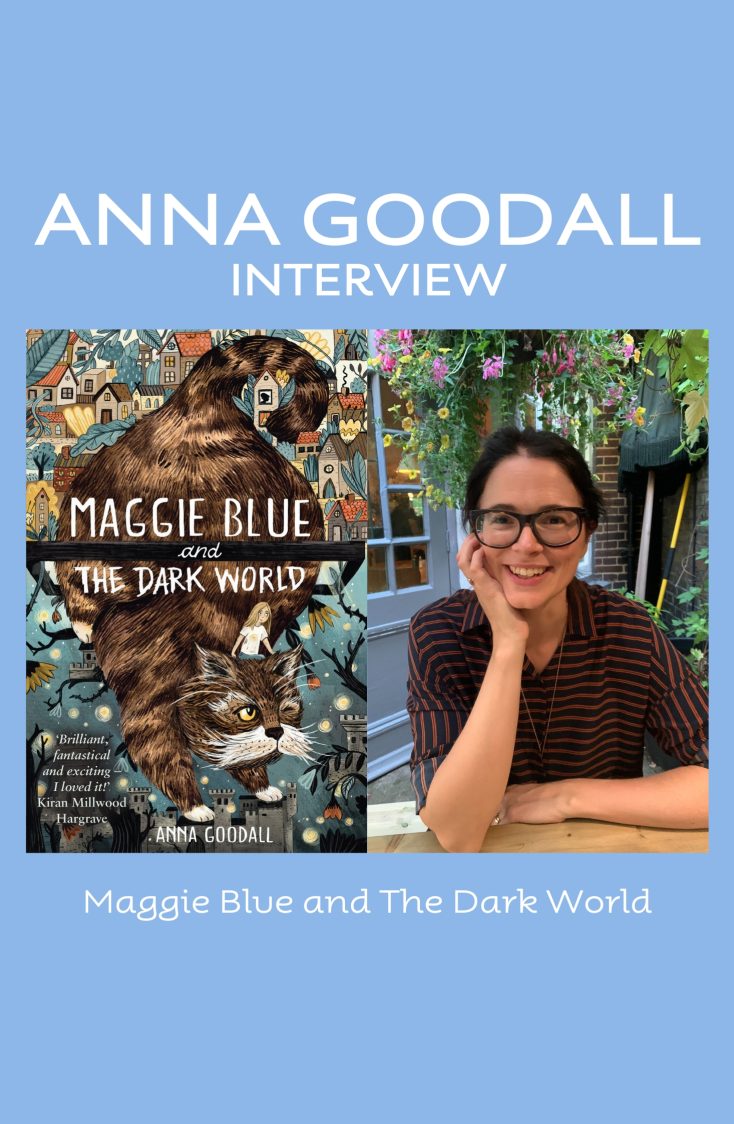 ANNA GOODALL
INTERVIEW
MAGGIE BLUE
and
THE DARK WORLD
'Brilliant,
fantastical
and exciting –
I loved it!'
Kiran Millwood
Hargrave
ANNA GOODALL
Maggie Blue and The Dark World